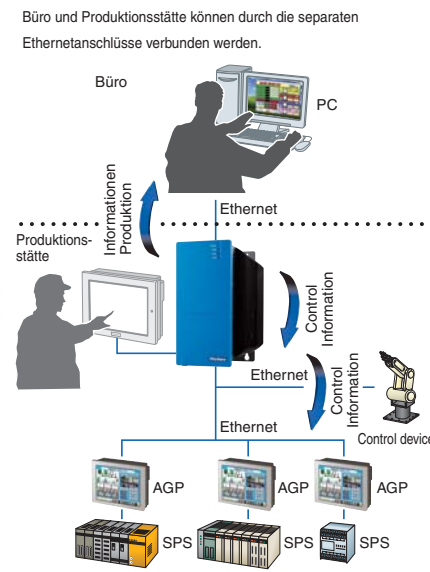 Büro und Produktionsstätte können durch die separaten
Ethernetanschlüsse verbunden werden.
Büro
PC
Informationen
Produktion
Ethernet
Produktions-
stätte
Control
Information
Ethernet
Control
Information
Control device
Ethernet
AGP
AGP
AGP
SPS
SPS
SPS